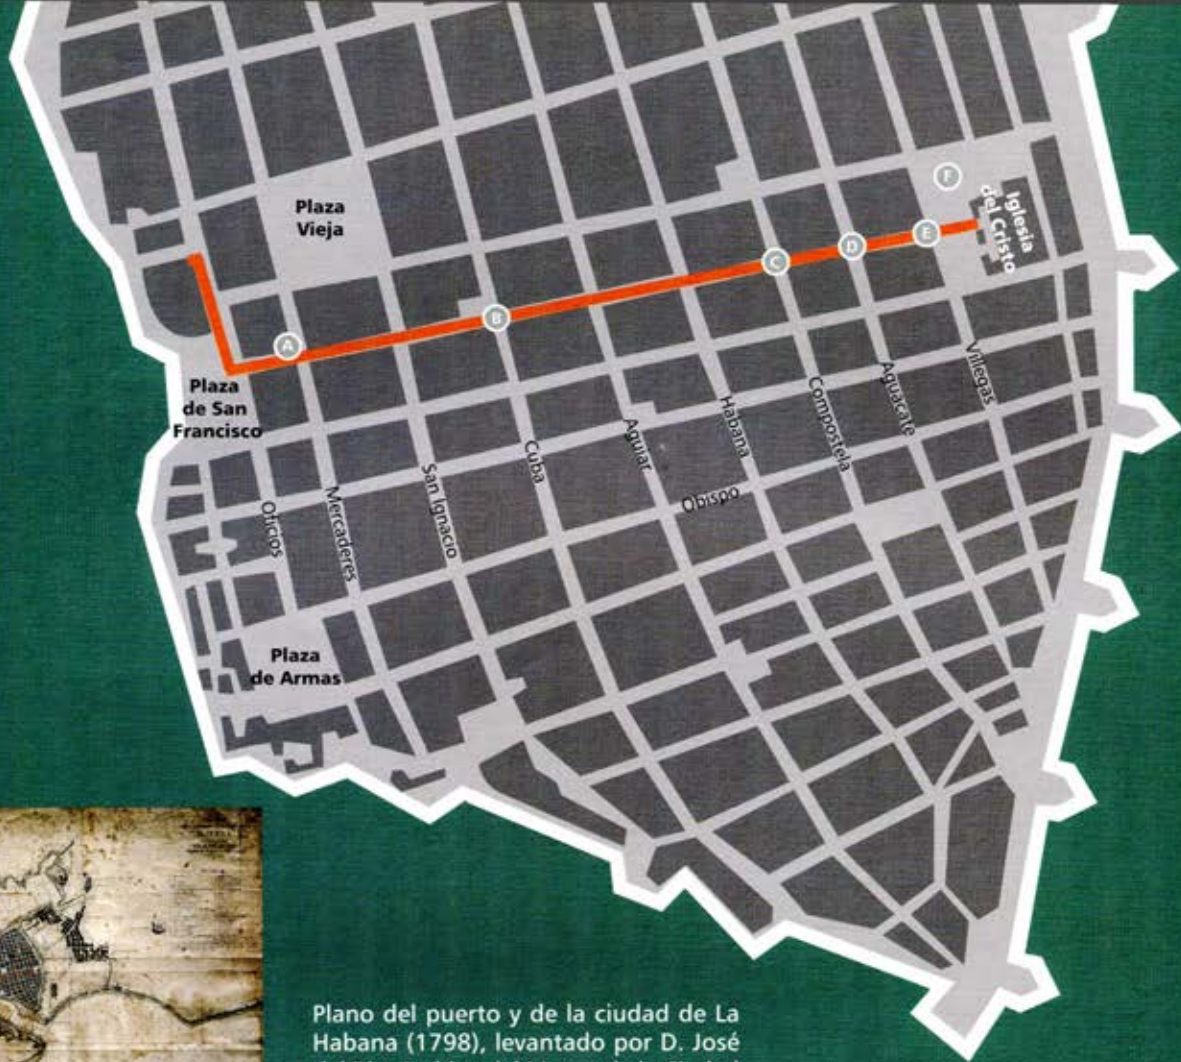 Plaza
Vieja
F
Iglesia
del Cristo
E
D
C
B
A
Plaza
de San
Francisco
Villegas
Aguacate
Compostela
Habana
Aguiar
Cuba
San Ignacio
Obispo
Mercaderes
Oficios
Plaza
de Armas
Plano del puerto y de la ciudad de La
Habana (1798), levantado por D. José